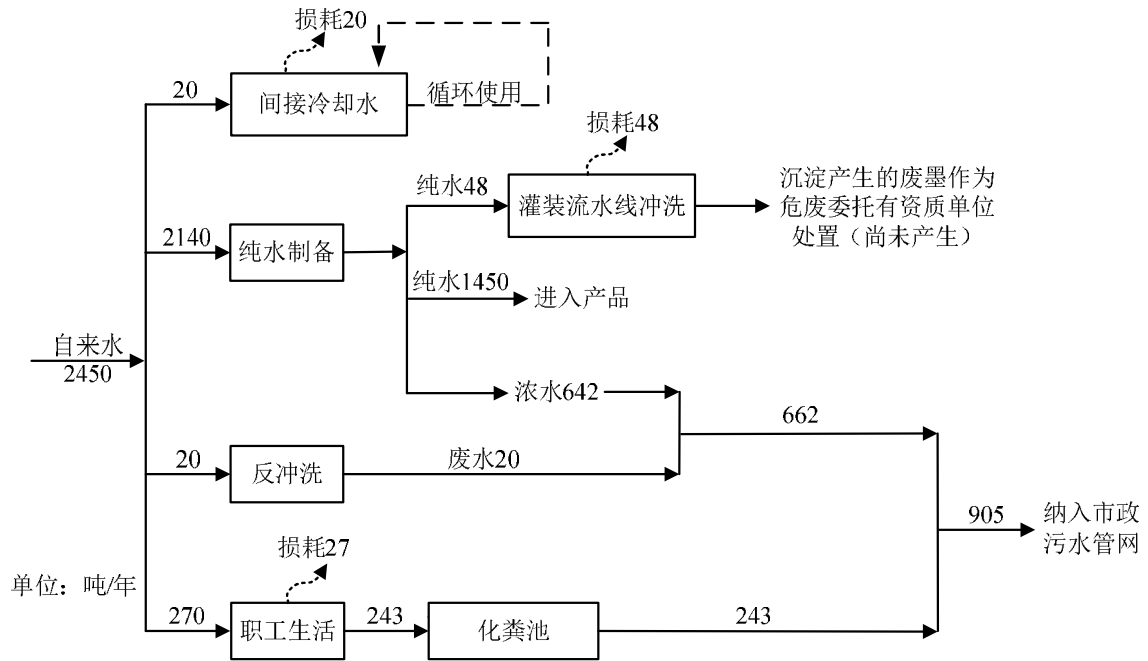 损耗20
20
间接冷却水
循环使用
损耗48
纯水48
灌装流水线冲洗
沉淀产生的废墨作为
危废委托有资质单位
处置（尚未产生）
2140
纯水制备
纯水1450
进入产品
自来水
2450
浓水642
662
20
反冲洗
废水20
905
纳入市政
污水管网
损耗27
单位：吨/年
270
职工生活
243
化粪池
243